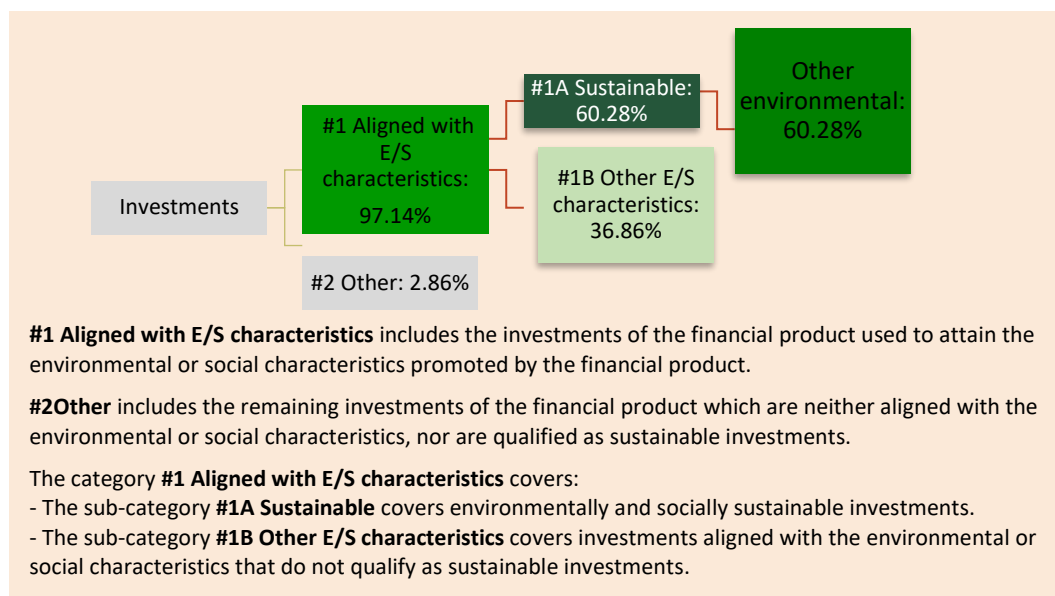 Investments
#1 Aligned with
E/S
characteristics:
97.14%
#2 Other: 2.86%
#1A Sustainable:
60.28%
#1B Other E/S
characteristics:
36.86%
Other
environmental:
60.28%
#1 Aligned with E/S characteristics includes the investments of the financial product used to attain the
environmental or social characteristics promoted by the financial product.
#2Other includes the remaining investments of the financial product which are neither aligned with the
environmental or social characteristics, nor are qualified as sustainable investments.
The category #1 Aligned with E/S characteristics covers:
- The sub-category #1A Sustainable covers environmentally and socially sustainable investments.
- The sub-category #1B Other E/S characteristics covers investments aligned with the environmental or
social characteristics that do not qualify as sustainable investments.